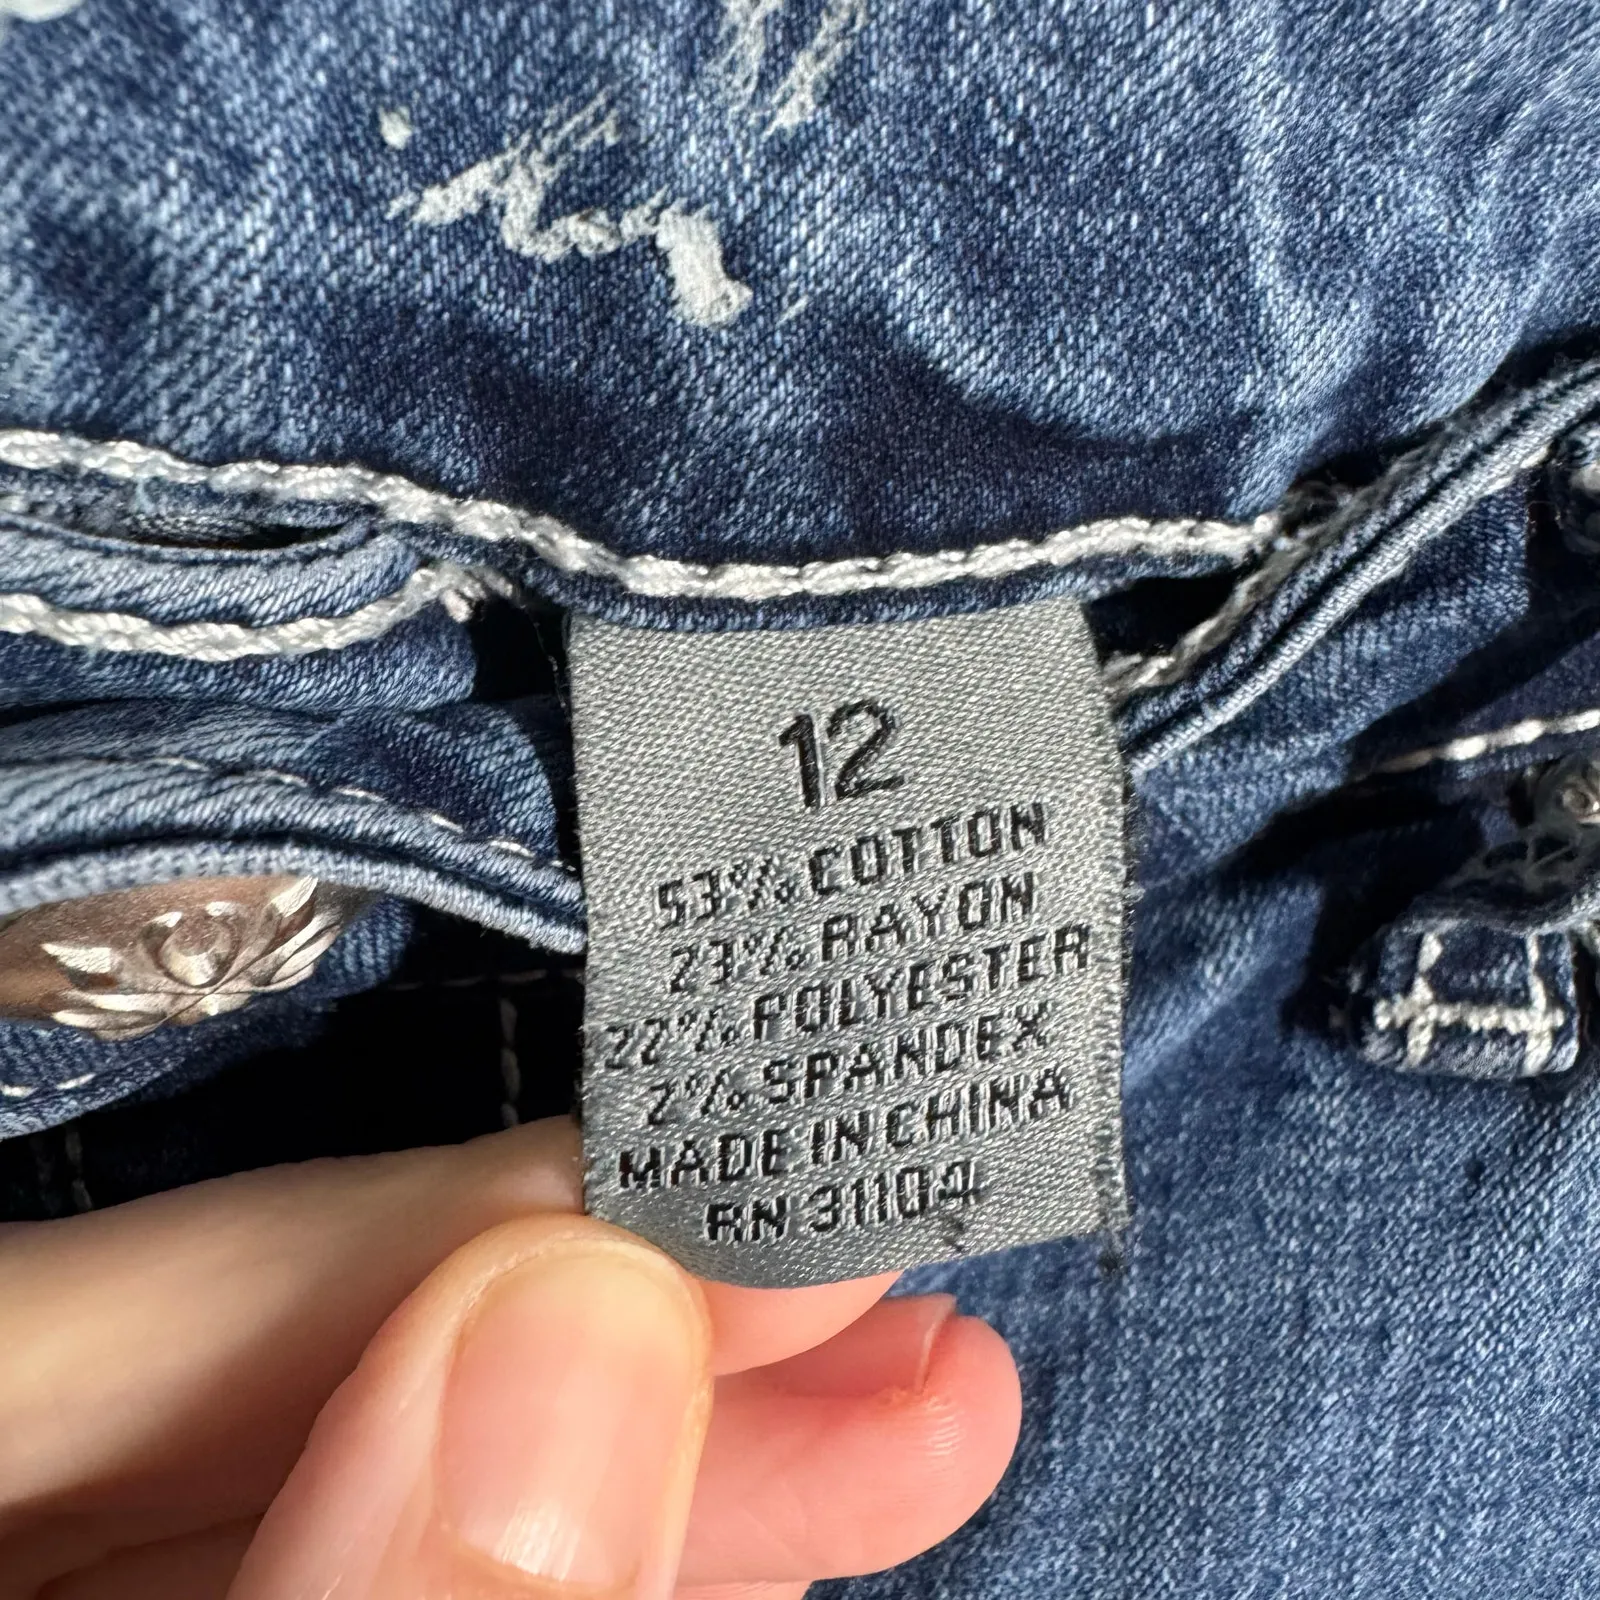 12
53% COTTON
23% RAYON
22% POLYESTER
2% SPANDEX
MADE IN CHINA
RN 31104